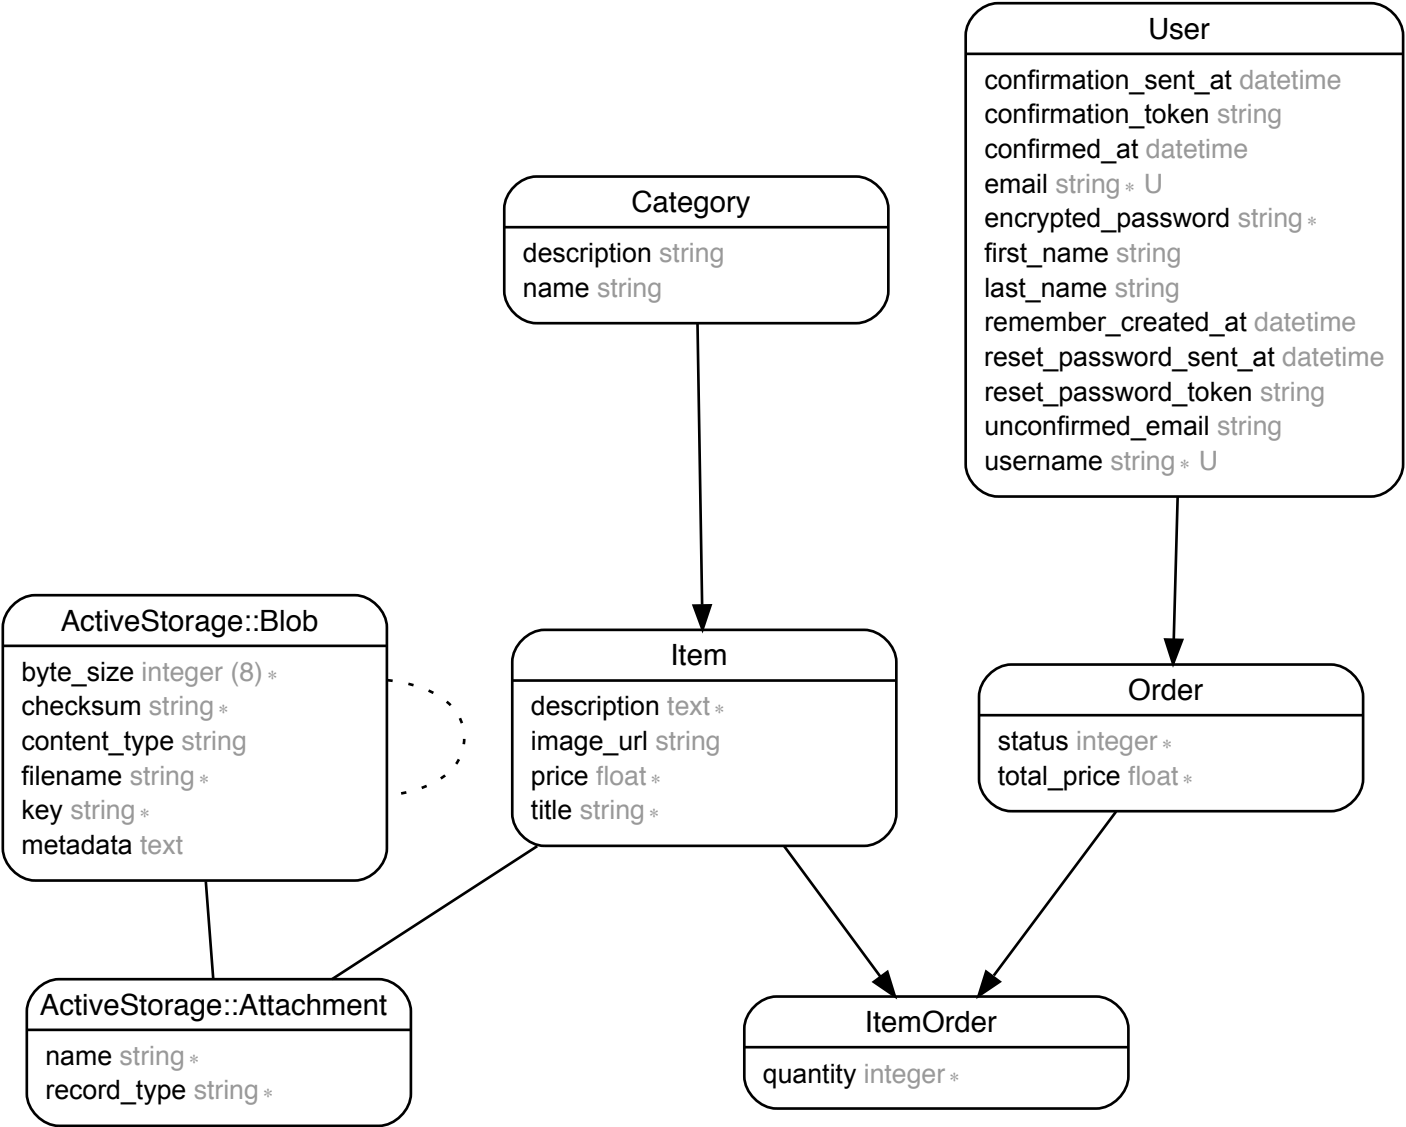 User
confirmation_sent_at datetime
confirmation_token string
confirmed_at datetime
email string * U
encrypted_password string *
first_name string
last_name string
remember_created_at datetime
reset_password_sent_at datetime
reset_password_token string
unconfirmed_email string
username string * U
Category
description string
name string
ActiveStorage::Blob
byte_size integer (8) *
checksum string *
content_type string
filename string *
key string *
metadata text
Item
description text *
image_url string
price float *
title string *
Order
status integer *
total_price float *
ActiveStorage::Attachment
name string *
record_type string *
ItemOrder
quantity integer *